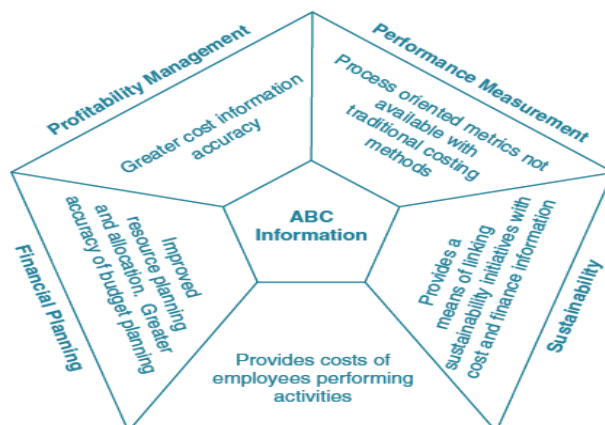 Profitability Management
Performance Measurement
Greater cost information
accuracy
Process oriented metrics not
available with
traditional costing
methods
ABC
Information
Financial Planning
Improved
resource planning
and allocation. Greater
accuracy of budget planning
Provides a
means of linking
sustainability initiatives with
cost and finance information
Sustainability
Provides costs of
employees performing
activities